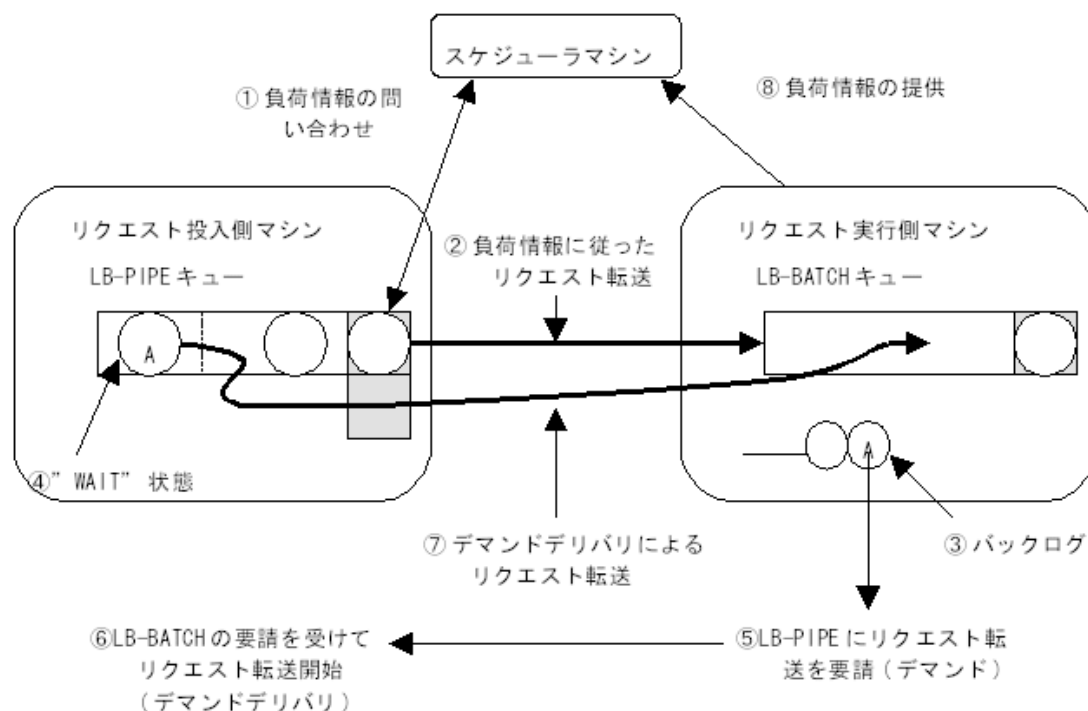 スケジューラマシン
① 負荷情報の問
い合わせ
⑧ 負荷情報の提供
リクエスト投入側マシン
LB-PIPE キュー
② 負荷情報に従った
リクエスト転送
リクエスト実行側マシン
LB-BATCH キュー
A
A
④”WAIT”状態
⑦ デマンドデリバリによる
リクエスト転送
③ バックログ
⑥LB-BATCH の要請を受けて
リクエスト転送開始
(デマンドデリバリ)
⑤LB-PIPE にリクエスト転
送を要請(デマンド)